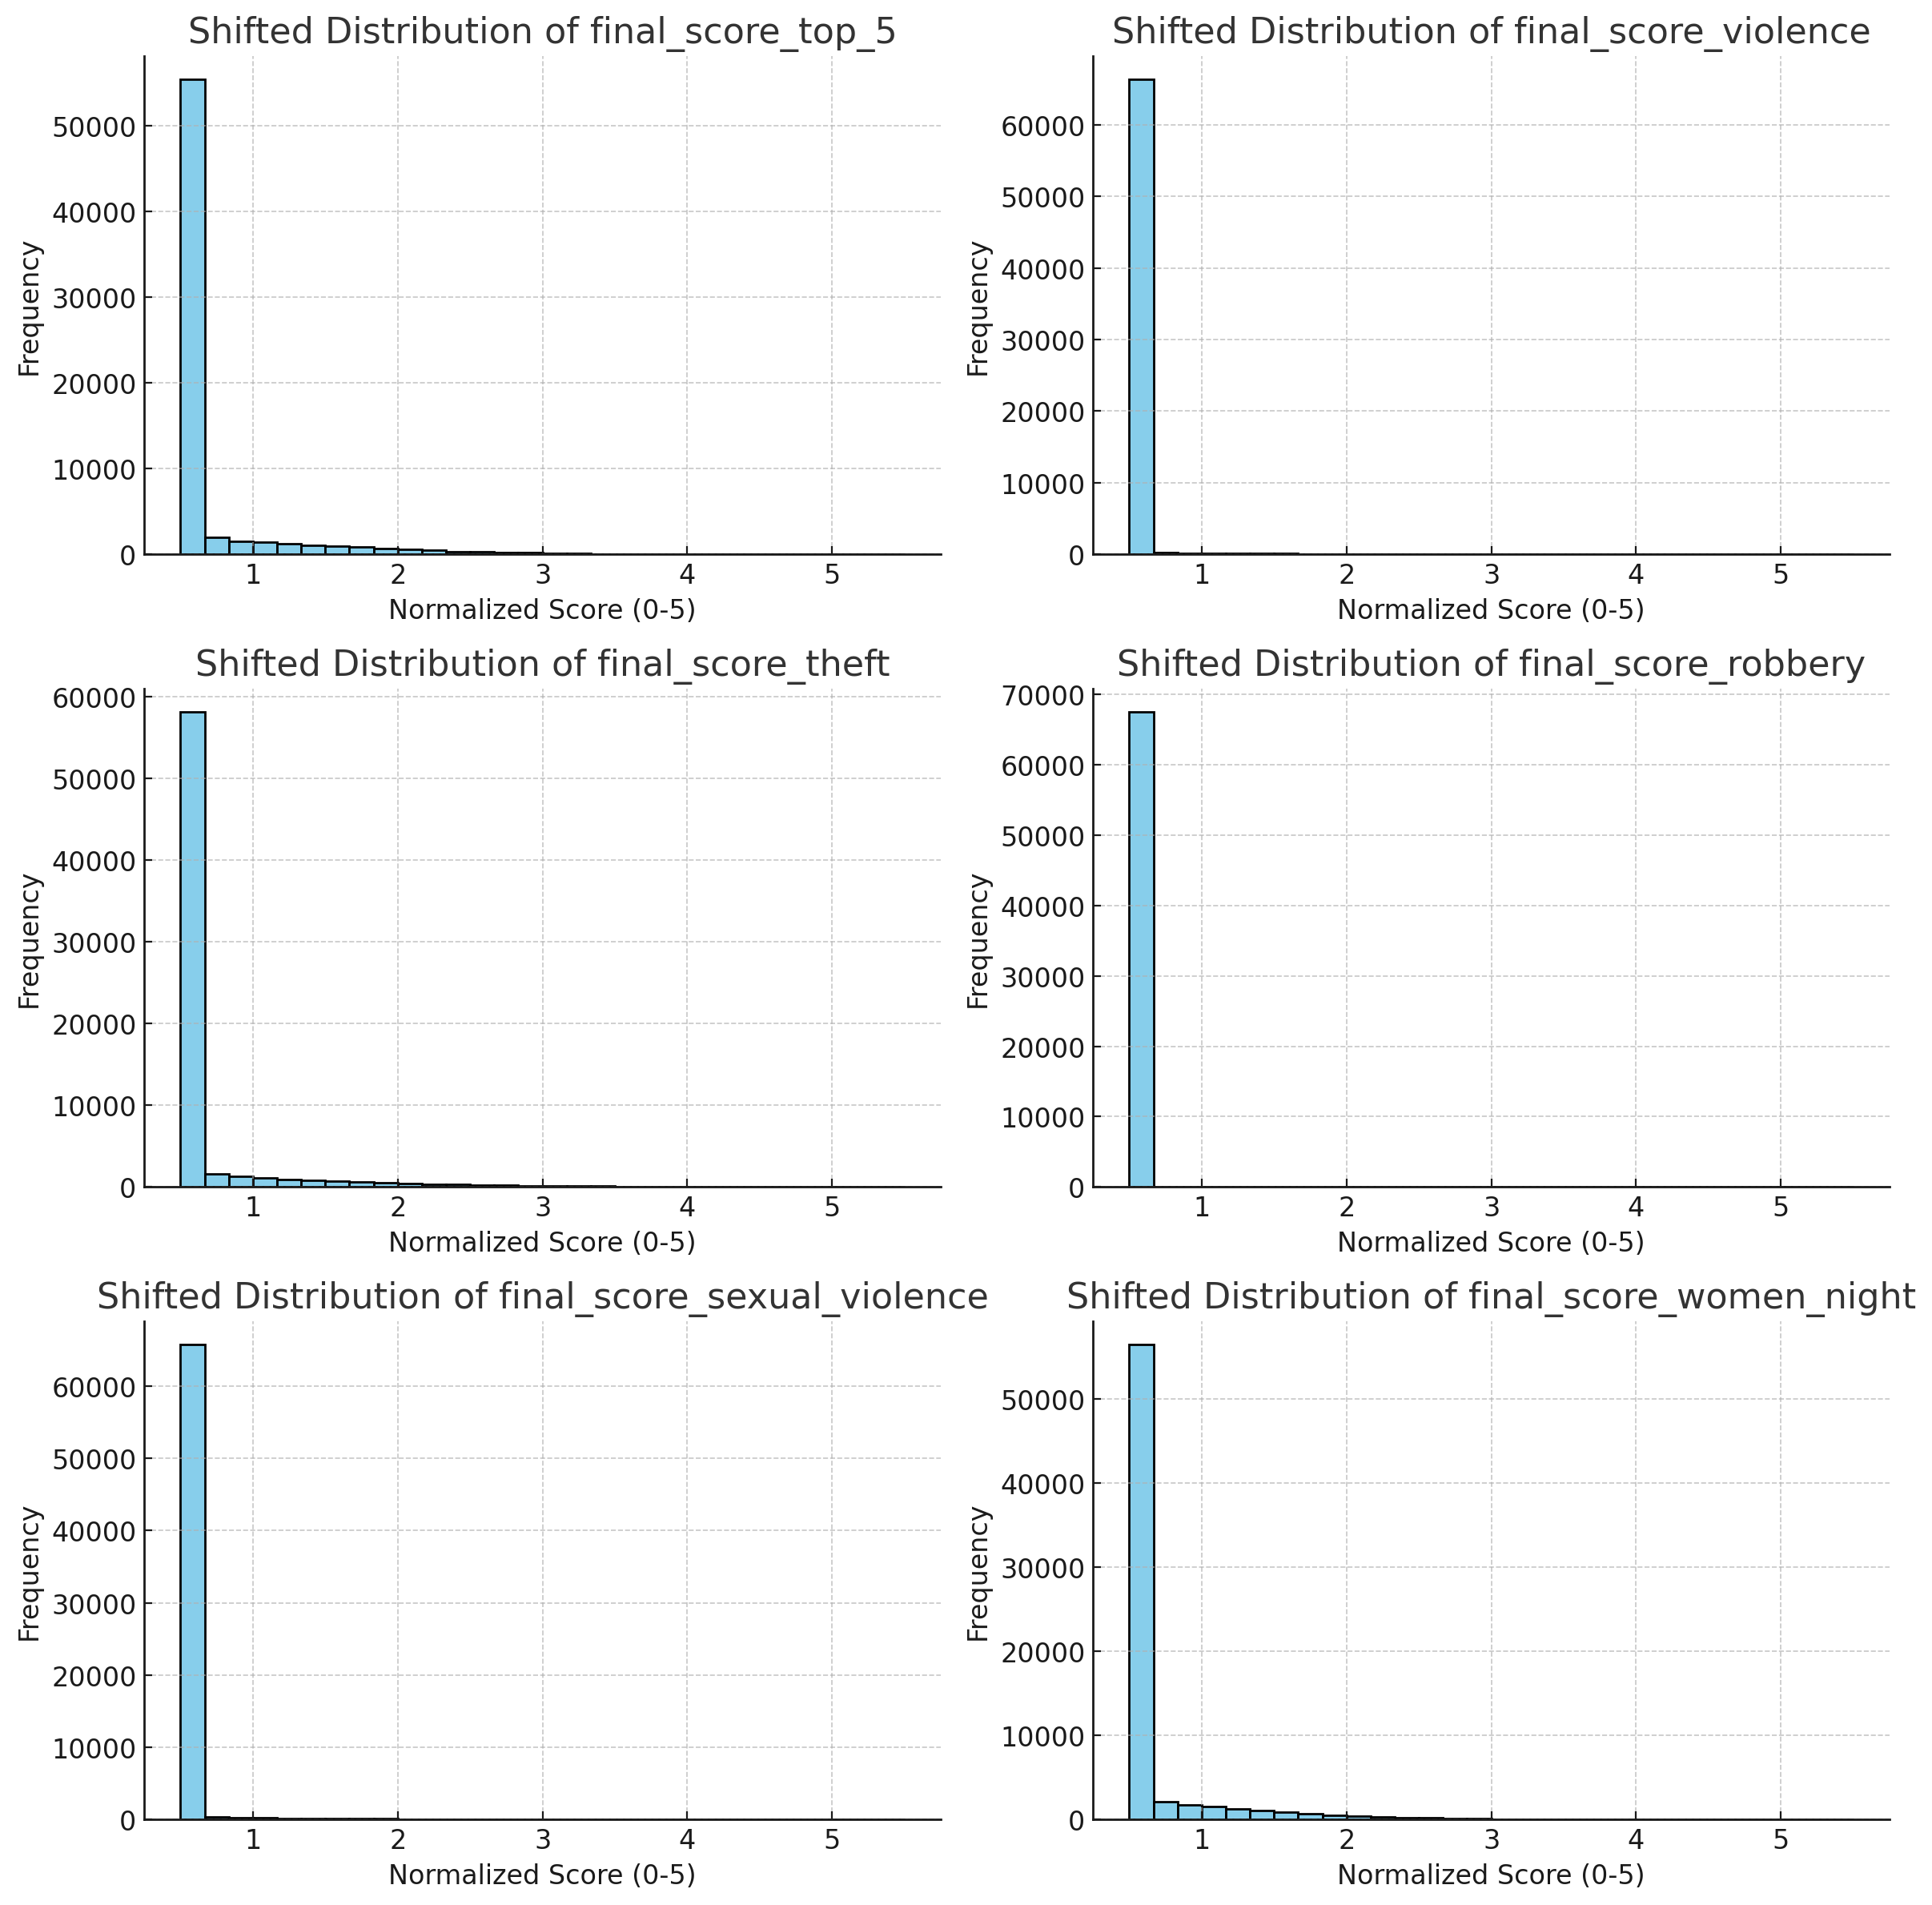 Shifted Distribution of final_score_top_5
Frequency
50000
40000
30000
20000
10000
0
1 2 3 4 5
Normalized Score (0-5)
Shifted Distribution of final_score_violence
Frequency
60000
50000
40000
30000
20000
10000
0
1 2 3 4 5
Normalized Score (0-5)
Shifted Distribution of final_score_theft
Frequency
60000
50000
40000
30000
20000
10000
0
1 2 3 4 5
Normalized Score (0-5)
Shifted Distribution of final_score_robbery
Frequency
70000
60000
50000
40000
30000
20000
10000
0
1 2 3 4 5
Normalized Score (0-5)
Shifted Distribution of final_score_sexual_violence
Frequency
60000
50000
40000
30000
20000
10000
0
1 2 3 4 5
Normalized Score (0-5)
Shifted Distribution of final_score_women_night
Frequency
50000
40000
30000
20000
10000
0
1 2 3 4 5
Normalized Score (0-5)